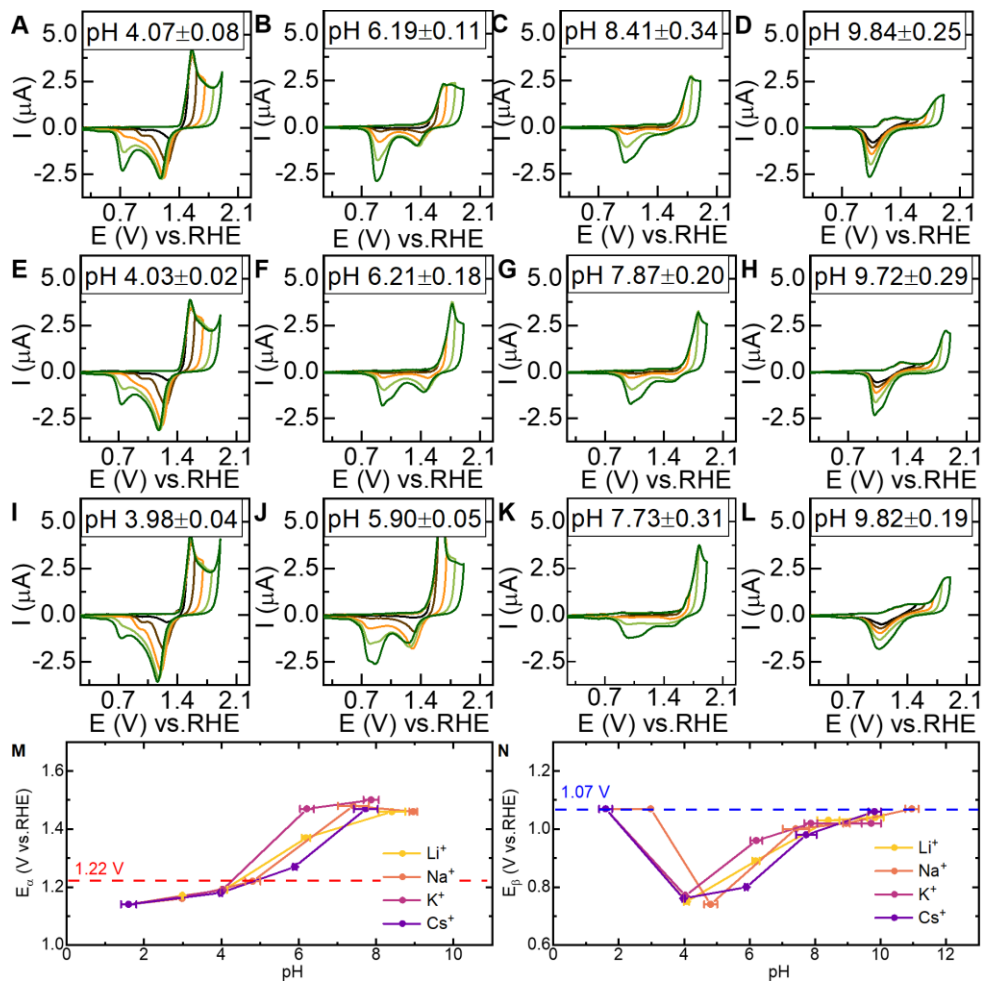 A
pH 4.07±0.08
5.0
2.5
0.0
-2.5
I (μA)
0.7 1.4 2.1
E (V) vs.RHE
B
pH 6.19±0.11
5.0
2.5
0.0
-2.5
I (μA)
0.7 1.4 2.1
E (V) vs.RHE
C
pH 8.41±0.34
5.0
2.5
0.0
-2.5
I (μA)
0.7 1.4 2.1
E (V) vs.RHE
D
pH 9.84±0.25
5.0
2.5
0.0
-2.5
I (μA)
0.7 1.4 2.1
E (V) vs.RHE
E
pH 4.03±0.02
5.0
2.5
0.0
-2.5
I (μA)
0.7 1.4 2.1
E (V) vs.RHE
F
pH 6.21±0.18
5.0
2.5
0.0
-2.5
I (μA)
0.7 1.4 2.1
E (V) vs.RHE
G
pH 7.87±0.20
5.0
2.5
0.0
-2.5
I (μA)
0.7 1.4 2.1
E (V) vs.RHE
H
pH 9.72±0.29
5.0
2.5
0.0
-2.5
I (μA)
0.7 1.4 2.1
E (V) vs.RHE
I
pH 3.98±0.04
5.0
2.5
0.0
-2.5
I (μA)
0.7 1.4 2.1
E (V) vs.RHE
J
pH 5.90±0.05
5.0
2.5
0.0
-2.5
I (μA)
0.7 1.4 2.1
E (V) vs.RHE
K
pH 7.73±0.31
5.0
2.5
0.0
-2.5
I (μA)
0.7 1.4 2.1
E (V) vs.RHE
L
pH 9.82±0.19
5.0
2.5
0.0
-2.5
I (μA)
0.7 1.4 2.1
E (V) vs.RHE
M
1.6
1.4
1.2
1.0
Eα (V vs.RHE)
1.22 V
Li⁺
Na⁺
K⁺
Cs⁺
0 2 4 6 8 10
pH
N
1.2
1.0
0.8
0.6
Eβ (V vs.RHE)
1.07 V
Li⁺
Na⁺
K⁺
Cs⁺
0 2 4 6 8 10 12
pH